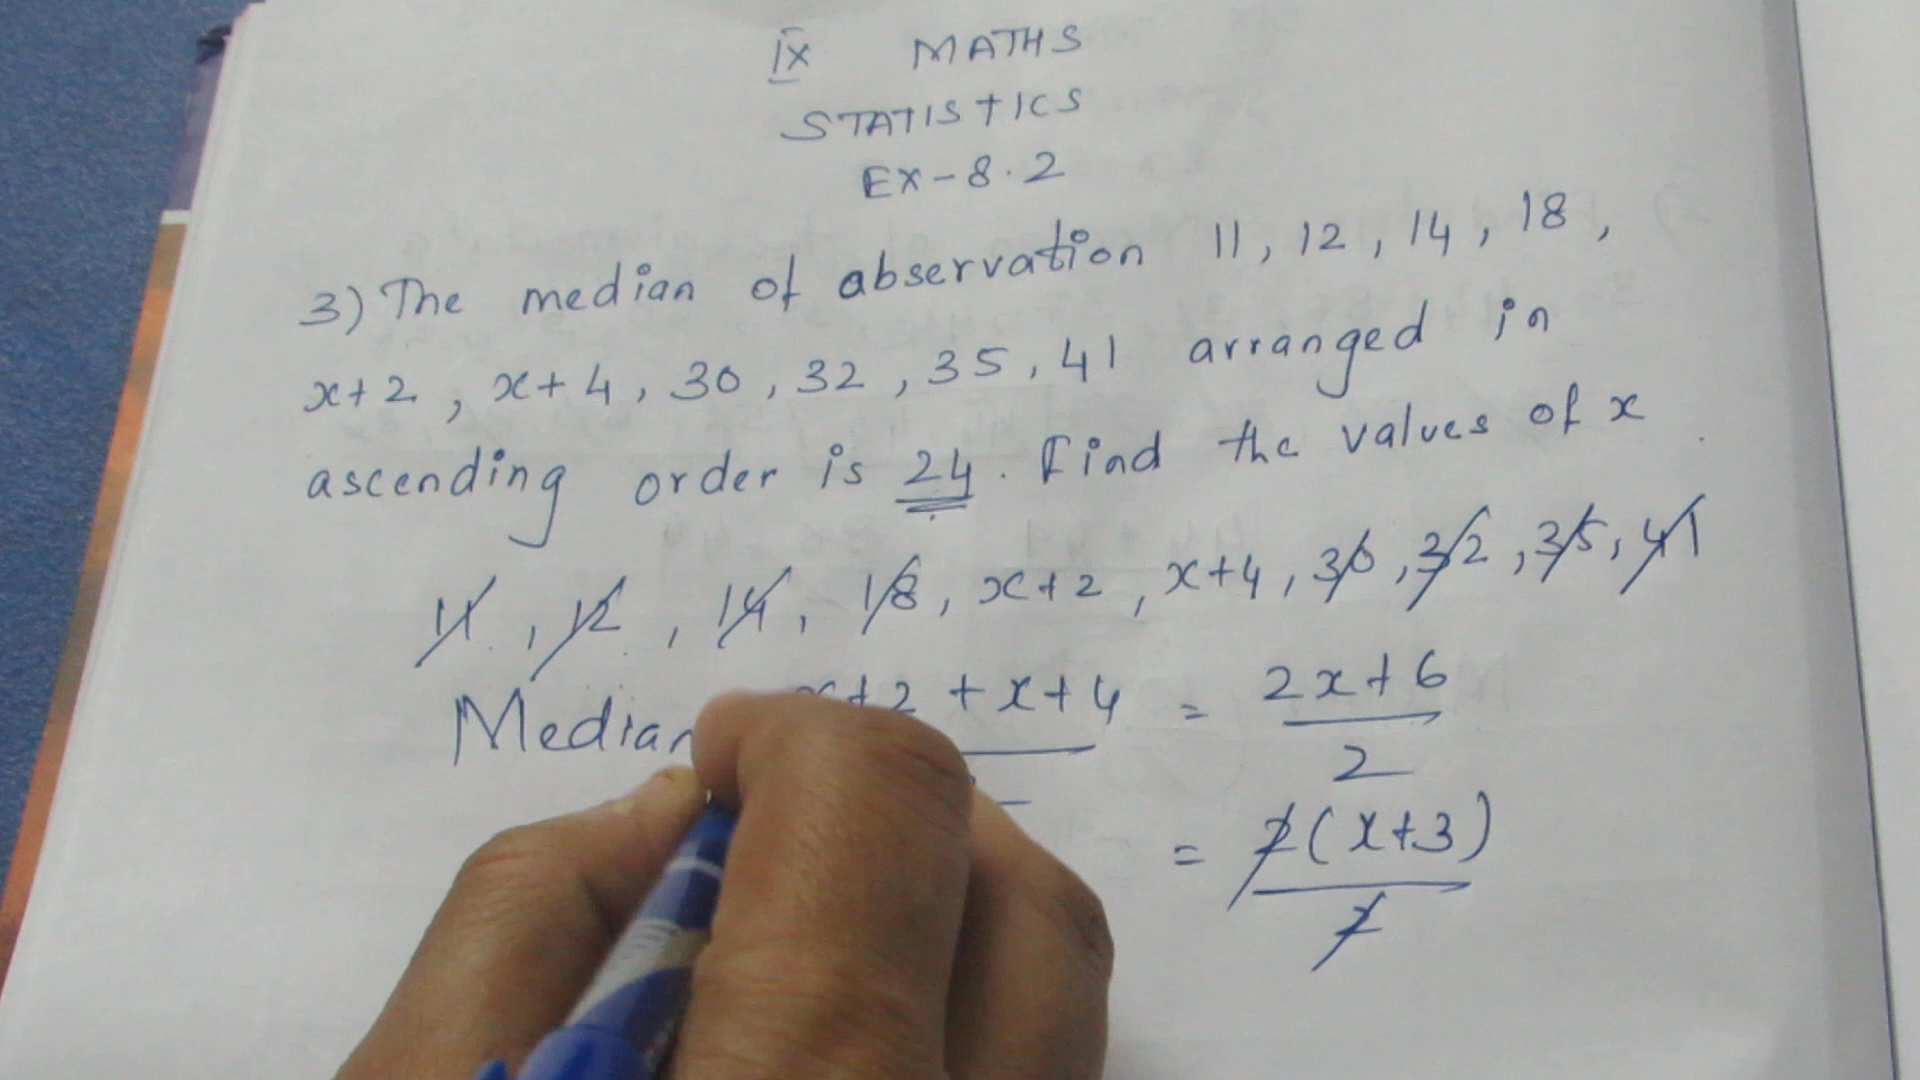 IX MATHS
STATISTICS
EX-8.2
3) The median of observation 11, 12, 14, 18,
x+2, x+4, 30, 32, 35, 41 arranged in
ascending order is 24. Find the values of x
11, 12, 14, 18, x+2, x+4, 30, 32, 35, 41
Median x+2 + x+4 = 2x+6
2
= 2(x+3)
2